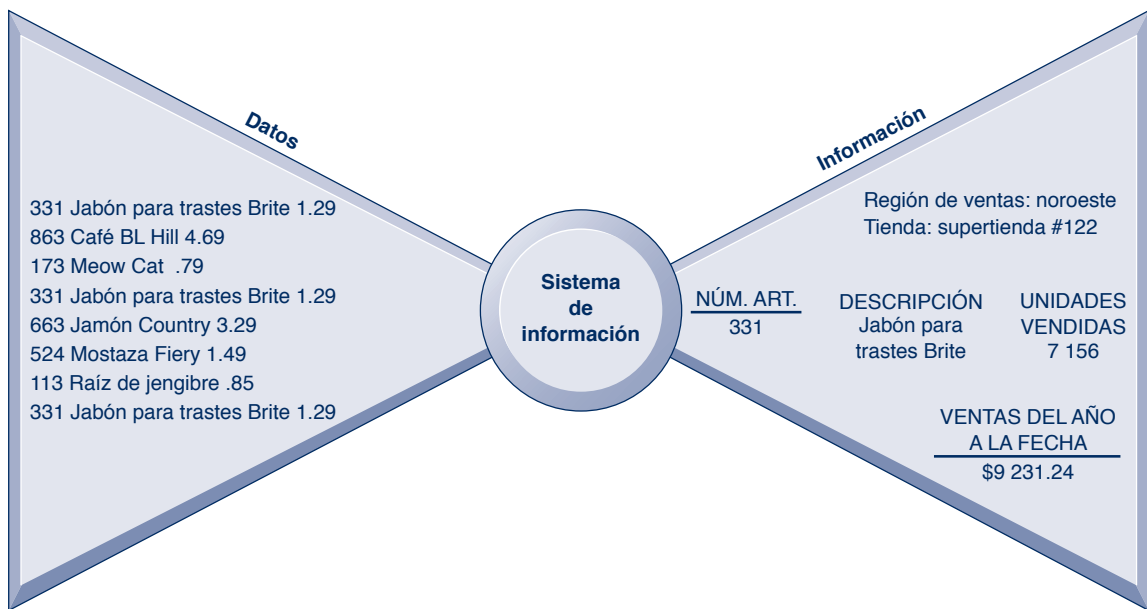 Datos
331 Jabón para trastes Brite 1.29
863 Café BL Hill 4.69
173 Meow Cat .79
331 Jabón para trastes Brite 1.29
663 Jamón Country 3.29
524 Mostaza Fiery 1.49
113 Raíz de jengibre .85
331 Jabón para trastes Brite 1.29
Sistema
de
información
Información
Región de ventas: noroeste
Tienda: supertienda #122
NÚM. ART.
331
DESCRIPCIÓN
Jabón para
trastes Brite
UNIDADES
VENDIDAS
7 156
VENTAS DEL AÑO
A LA FECHA
$9 231.24